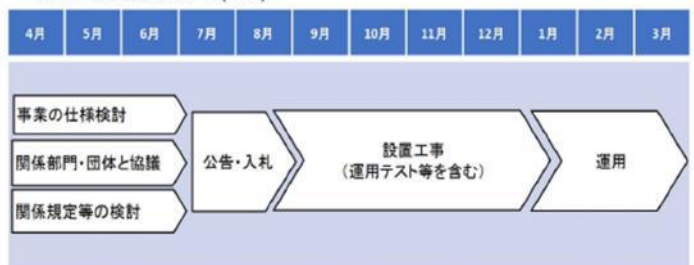 4月 5月 6月 7月 8月 9月 10月 11月 12月 1月 2月 3月
事業の仕様検討
関係部門・団体と協議
関係規定等の検討
公告・入札
設置工事
（運用テスト等を含む）
運用